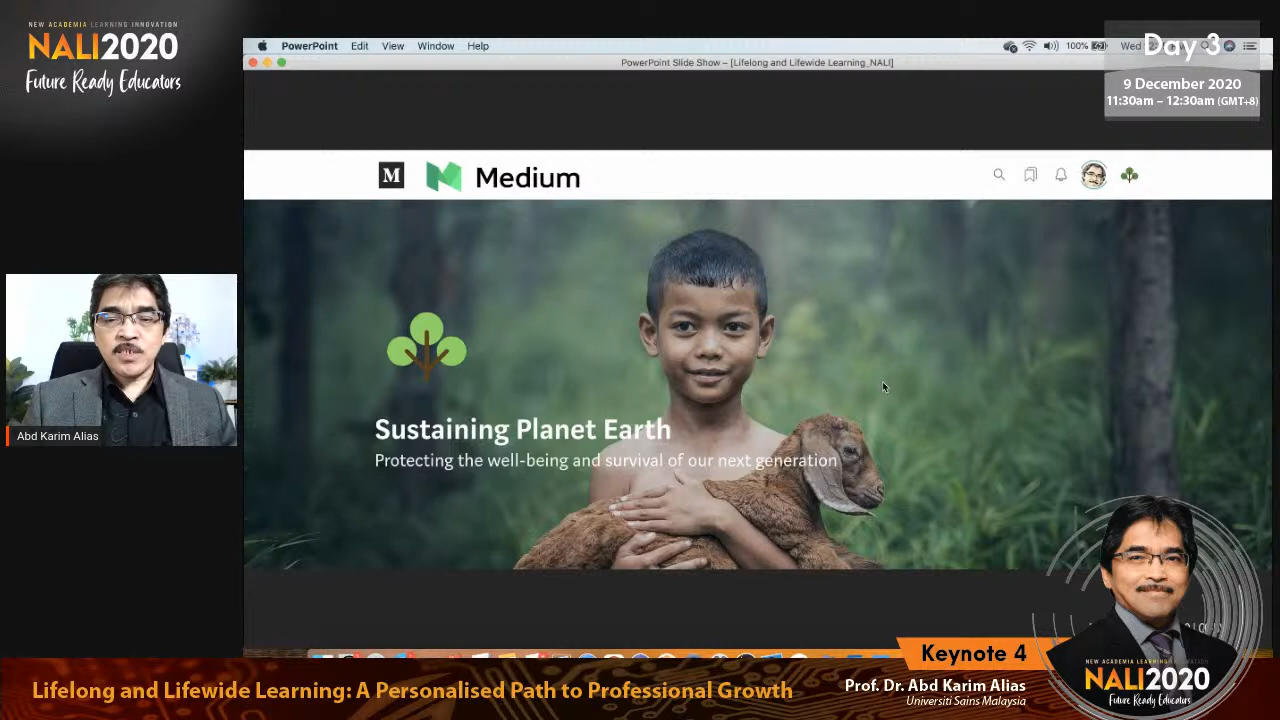 NEW ACADEMIA LEARNING INNOVATION
NALI2020
Future Ready Educators
PowerPoint Edit View Window Help
100%
Wed
Day 3
PowerPoint Slide Show – [Lifelong and Lifewide Learning_NALI]
9 December 2020
11:30am – 12:30am (GMT+8)
M Medium
Sustaining Planet Earth
Protecting the well-being and survival of our next generation
Abd Karim Alias
Keynote 4
Lifelong and Lifewide Learning: A Personalised Path to Professional Growth
Prof. Dr. Abd Karim Alias
Universiti Sains Malaysia
NEW ACADEMIA LEARNING INNOVATION
NALI2020
Future Ready Educators